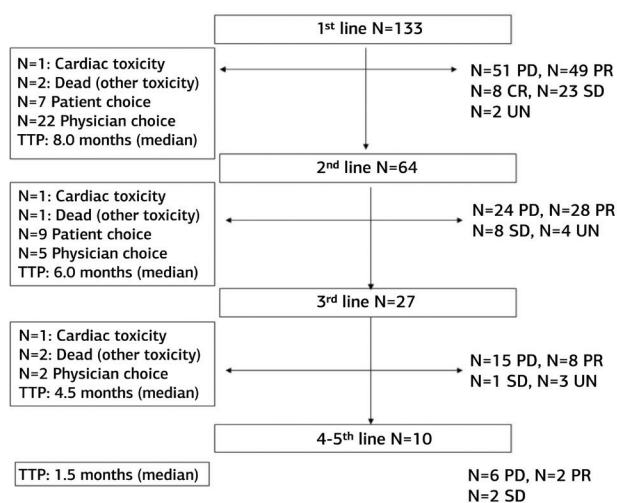 1st line N=133
N=1: Cardiac toxicity
N=2: Dead (other toxicity)
N=7 Patient choice
N=22 Physician choice
TTP: 8.0 months (median)
N=51 PD, N=49 PR
N=8 CR, N=23 SD
N=2 UN
2nd line N=64
N=1: Cardiac toxicity
N=1: Dead (other toxicity)
N=9 Patient choice
N=5 Physician choice
TTP: 6.0 months (median)
N=24 PD, N=28 PR
N=8 SD, N=4 UN
3rd line N=27
N=1: Cardiac toxicity
N=2: Dead (other toxicity)
N=2 Physician choice
TTP: 4.5 months (median)
N=15 PD, N=8 PR
N=1 SD, N=3 UN
4-5th line N=10
TTP: 1.5 months (median)
N=6 PD, N=2 PR
N=2 SD